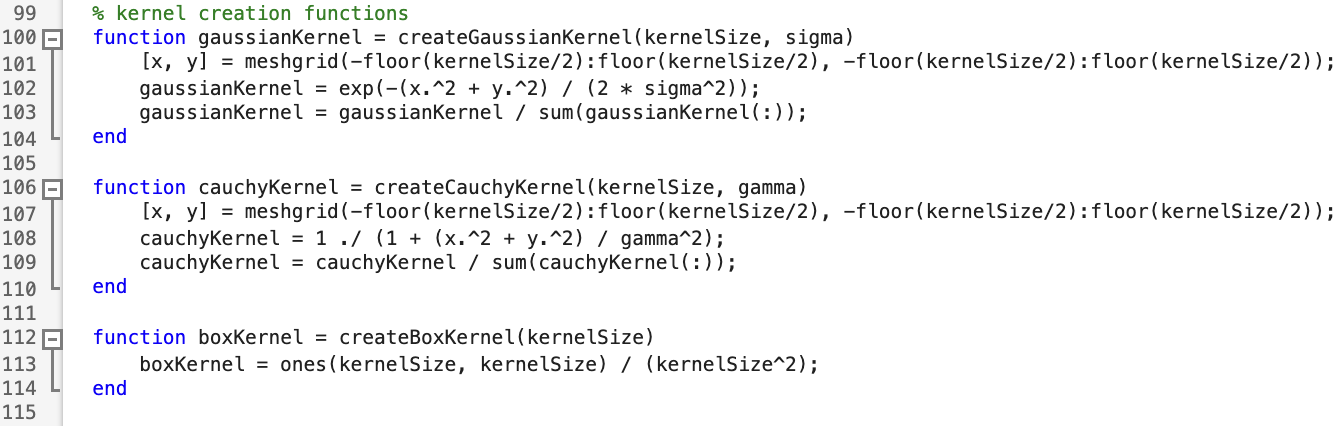 99 % kernel creation functions
100 function gaussianKernel = createGaussianKernel(kernelSize, sigma)
101 [x, y] = meshgrid(-floor(kernelSize/2):floor(kernelSize/2), -floor(kernelSize/2):floor(kernelSize/2));
102 gaussianKernel = exp(-(x.^2 + y.^2) / (2 * sigma^2));
103 gaussianKernel = gaussianKernel / sum(gaussianKernel(:));
104 end
105
106 function cauchyKernel = createCauchyKernel(kernelSize, gamma)
107 [x, y] = meshgrid(-floor(kernelSize/2):floor(kernelSize/2), -floor(kernelSize/2):floor(kernelSize/2));
108 cauchyKernel = 1 ./ (1 + (x.^2 + y.^2) / gamma^2);
109 cauchyKernel = cauchyKernel / sum(cauchyKernel(:));
110 end
111
112 function boxKernel = createBoxKernel(kernelSize)
113 boxKernel = ones(kernelSize, kernelSize) / (kernelSize^2);
114 end
115